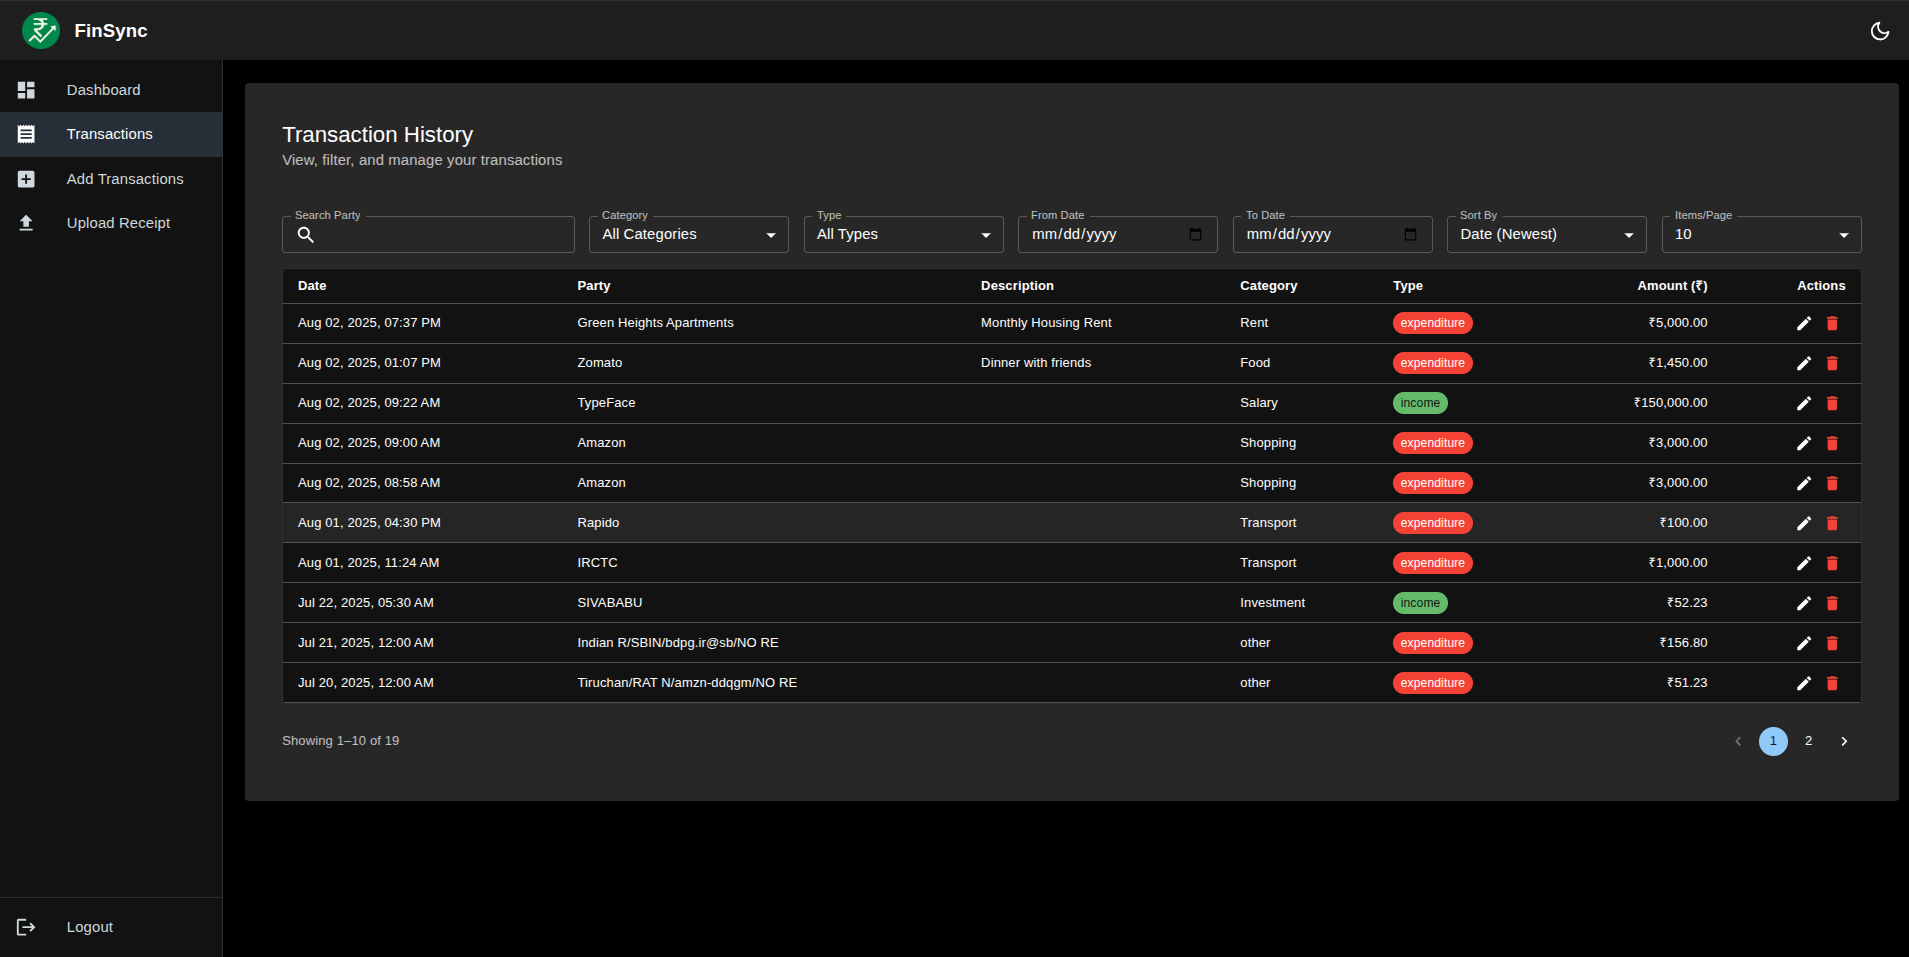 FinSync
Dashboard
Transactions
Add Transactions
Upload Receipt
Logout
Transaction History
View, filter, and manage your transactions
Search Party
Category
All Categories
Type
All Types
From Date
mm/dd/yyyy
To Date
mm/dd/yyyy
Sort By
Date (Newest)
Items/Page
10
Date Party Description Category Type Amount (₹) Actions
Aug 02, 2025, 07:37 PM Green Heights Apartments Monthly Housing Rent Rent expenditure ₹5,000.00
Aug 02, 2025, 01:07 PM Zomato Dinner with friends Food expenditure ₹1,450.00
Aug 02, 2025, 09:22 AM TypeFace Salary income ₹150,000.00
Aug 02, 2025, 09:00 AM Amazon Shopping expenditure ₹3,000.00
Aug 02, 2025, 08:58 AM Amazon Shopping expenditure ₹3,000.00
Aug 01, 2025, 04:30 PM Rapido Transport expenditure ₹100.00
Aug 01, 2025, 11:24 AM IRCTC Transport expenditure ₹1,000.00
Jul 22, 2025, 05:30 AM SIVABABU Investment income ₹52.23
Jul 21, 2025, 12:00 AM Indian R/SBIN/bdpg.ir@sb/NO RE other expenditure ₹156.80
Jul 20, 2025, 12:00 AM Tiruchan/RAT N/amzn-ddqgm/NO RE other expenditure ₹51.23
Showing 1–10 of 19
1 2